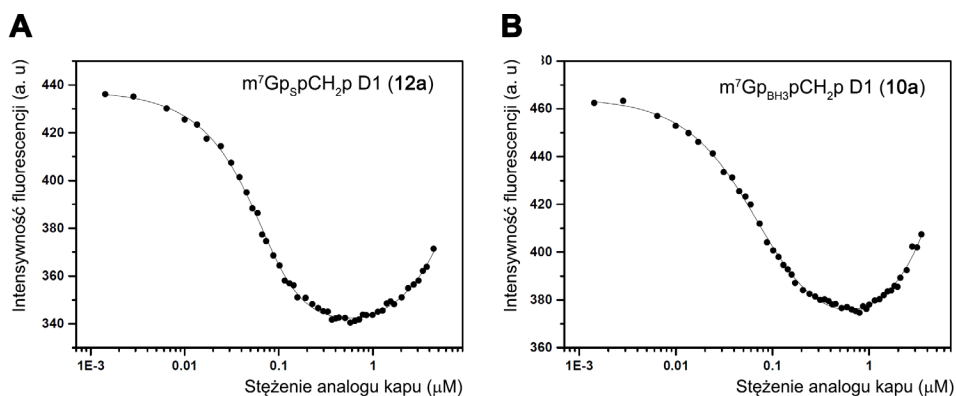 A
m⁷GpₛpCH₂p D1 (12a)
Intensywność fluorescencji (a. u)
440
420
400
380
360
340
1E-3 0.01 0.1 1
Stężenie analogu kapu (μM)
B
m⁷Gp_BH3pCH₂p D1 (10a)
Intensywność fluorescencji (a. u)
80
460
440
420
400
380
360
1E-3 0.01 0.1 1
Stężenie analogu kapu (μM)